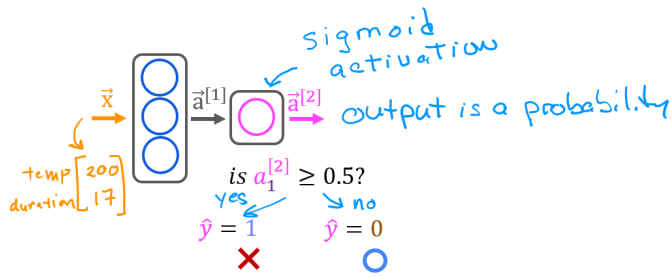 sigmoid
activation
x⃗ a⃗[1] a⃗[2] output is a probability
temp [200
duration 17]
is a₁[2] ≥ 0.5?
yes no
ŷ = 1 ŷ = 0